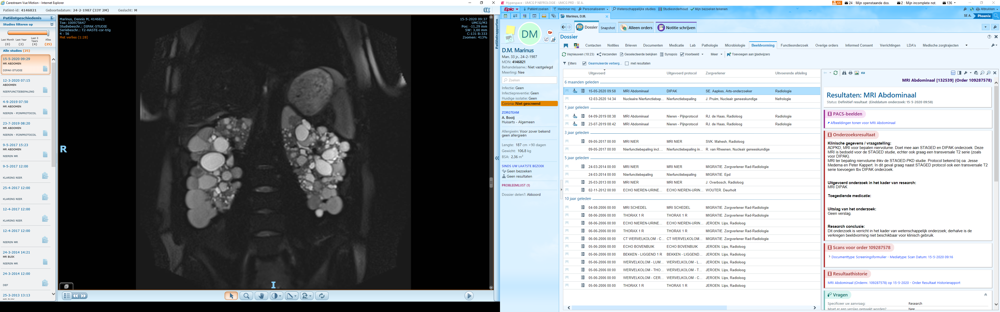 Carestream Vue Motion - Internet Explorer
Patiënt-id: 4146821 Geboortedatum: 24-2-1987 (33Y 2M) Geslacht: M
Patiëntgeschiedenis
Studies filteren op
Last Month Last Year Last 3 Years Alles
(0) (2) (4) (25)
Alle studies (25)
15-5-2020 09:29
MR ABDOMEN
DIPAK-STUDIE
12-3-2020 07:15
ABDOMEN
NIERFUNCTIEBEPALING
4-9-2019 07:50
MR ABDOMEN
NIEREN - PIJNPROTOCOL
23-7-2019 08:20
MR ABDOMEN
NIEREN - PIJNPROTOCOL
9-5-2017 15:23
MR ABDOMEN
NIEREN MR
9-5-2017 12:00
KLARING NIER
25-4-2017 12:00
KLARING NIER
12-4-2017 12:00
KLARING NIER
12-4-2017 12:00
NIEREN MR
24-3-2014 14:21
MR BUIK
NIEREN MR
24-3-2014 12:00
DEF
25-3-2013 13:13
MR BUIK
Marinus, Dennis M, 4146821
Toe: 100975647
Studiebeschr.: DIPAK-STUDIE
Seriebeschr.: T2-HASTE-cor-trig
4 - 56
Met verlies (1:28)
15-5-2020 09:37
UMCG/M3
Pos: -11,29 mm
SW: 3,00 mm
C:131 B:333
Zoomen: 413%
R
I
Patiëntrapporten
Hyperspace - UMCG P NEFROLOGIE - UMCG PRD - SE A.
66 24 : Mijn openstaande dos. 2 : Mijn incomplete not. 136
Epic Patiënt zoeken Herinner mij Personaliseren Wetenschappelijke studies Studieonderhoud Mijn bezoeken tekenen Afdrukken
Marinus, D.M. SE A. Phoenix
DM
D.M. Marinus
Man, 33 jr., 24-2-1987
MDN: 4146821
Behandelaanw.: Niet vastgelegd
Meerling: Nee
Zoeken
Infectie: Geen
Infectiepreventie: Geen
Huidige isolatie: Geen
Corona: Niet gescreend
ZORGTEAM
A. Booij
Huisarts - Algemeen
Allergieën: Voor zover bekend
geen allergieën
Lengte: 187 cm >90 dagen
Gewicht: 106,8 kg
BSA: 2,36 m²
SINDS UW LAATSTE BEZOEK
Geen bezoeken
Geen resultaten
PROBLEEMLIJST (1)
Dossier delen?: Akkoord
Dossier Snapshot Alleen orders Notitie schrijven
Dossier
Contacten Notities Brieven Documenten Medicatie Lab Pathologie Microbiologie Beeldvorming Functieonderzoek Overige orders Informed Consent Verrichtingen LDA's Medische zorgtrajecten
Vernieuwen (10:23) Verzenden Geselecteerde bekijken Synopsis Voorbeeld Meer Toevoegen aan bladwijzers
Filters Geannuleerde verberg... met resultaten
Uitgevoerd Uitgevoerd protocol Zorgverlener Uitvoerende afdeling
6 maanden geleden
15-05-2020 09:58 MRI Abdominaal DIPAK SE. Aapkes, Arts-onderzoeker Radiologie
12-03-2020 14:34 Nucleaire Nierfunctiebep... Nierfunctiebepaling J. Pruim, Nucleair geneeskundige Nefrologie
1 jaar geleden
04-09-2019 08:38 MRI Abdominaal Nieren - Pijnprotocol RJ. de Haas, Radioloog Radiologie
23-07-2019 08:42 MRI Abdominaal Nieren - Pijnprotocol RJ. de Haas, Radioloog Radiologie
3 jaar geleden
09-05-2017 00:00 MRI NIER MRI NIER SVK. Mahesh, Radioloog
09-05-2017 00:00 Nierfunctiebepaling incl.... Nierfunctiebepaling in... R. van Rheenen, Nucleair geneeskundige
5 jaar geleden
24-03-2014 00:00 MRI NIER MRI NIER MIGRATIE. Zorgverlener Rad-Radiologie
24-03-2014 00:00 Nierfunctiebepaling Nierfunctiebepaling MIGRATIE. Epd
25-03-2013 00:00 MRI NIER MRI NIER J. Overbosch, Radioloog
02-11-2012 00:00 ECHO NIEREN-URINE... ECHO NIEREN-URIN... WOUTER. Deurholt
10 jaar geleden
04-08-2006 00:00 MRI SCHEDEL MRI SCHEDEL MIGRATIE. Zorgverlener Rad-Radiologie
08-06-2006 00:00 THORAX 1 R THORAX 1 R MIGRATIE. Zorgverlener Rad-Radiologie
08-06-2006 00:00 ECHO NIEREN-URINE... ECHO NIEREN-URIN... JEROEN. Lips, Radioloog
06-06-2006 00:00 THORAX 1 R THORAX 1 R MIGRATIE. Zorgverlener Rad-Radiologie
06-06-2006 00:00 CT WERVELKOLOM - C... CT WERVELKOLOM... MIGRATIE. Zorgverlener Rad-Radiologie
05-06-2006 00:00 ECHO BOVENBUIK ECHO BOVENBUIK JEROEN. Lips, Radioloog
05-06-2006 00:00 BEKKEN - LIGGEND 1 R BEKKEN - LIGGEND... JEROEN. Lips, Radioloog
05-06-2006 00:00 WERVELKOLOM - LUM... WERVELKOLOM - L... JEROEN. Lips, Radioloog
05-06-2006 00:00 WERVELKOLOM - THO... WERVELKOLOM - T... JEROEN. Lips, Radioloog
05-06-2006 00:00 WERVELKOLOM - CER... WERVELKOLOM - C... JEROEN. Lips, Radioloog
05-06-2006 00:00 THORAX 1 R THORAX 1 R JEROEN. Lips, Radioloog
MRI Abdominaal [132539] (Order 109287578)
Resultaten: MRI Abdominaal
Status: Definitief resultaat (Einddatum onderzoek: 15-5-2020 09:58)
PACS-beelden
Afbeeldingen tonen voor MRI Abdominaal
Onderzoeksresultaat
Klinische gegevens / vraagstelling:
ADPKD, MRI voor bepalen niervolume. Doet mee aan STAGED en DIPAK onderzoek. Deze
MRI is bedoeld voor de STAGED studie, echter ook graag een transversale T2 serie (zoals
voor DIPAK).
MRI ter bepaling niervolume ihkv de STAGED-PKD studie. Protocol bekend bij oa. Jesse
Medema en Peter Kappert. In dit geval graag naast STAGED protocol ook een transversale T2
serie toevoegen tbv DIPAK onderzoek.
Uitgevoerd onderzoek in het kader van research:
MRI DIPAK
Toegediende medicatie:
Uitslag van het onderzoek:
Geen verslag.
Research conclusie:
Dit onderzoek is verricht in het kader van wetenschappelijk onderzoek; derhalve is de
verkregen beeldvorming niet beschikbaar voor klinisch gebruik.
Scans voor order 109287578
Documenttype: Screeningsformulier - Mediatype: Scan Datum: 15-5-2020 09:16
Resultaathistorie
MRI Abdominaal (Ordernr. 109287578) op 15-5-2020 - Order Resultaat Historierapport
Vragen
Specificeer uw aanvraag: Research
Moet er een verslag gemaakt worden? Nee